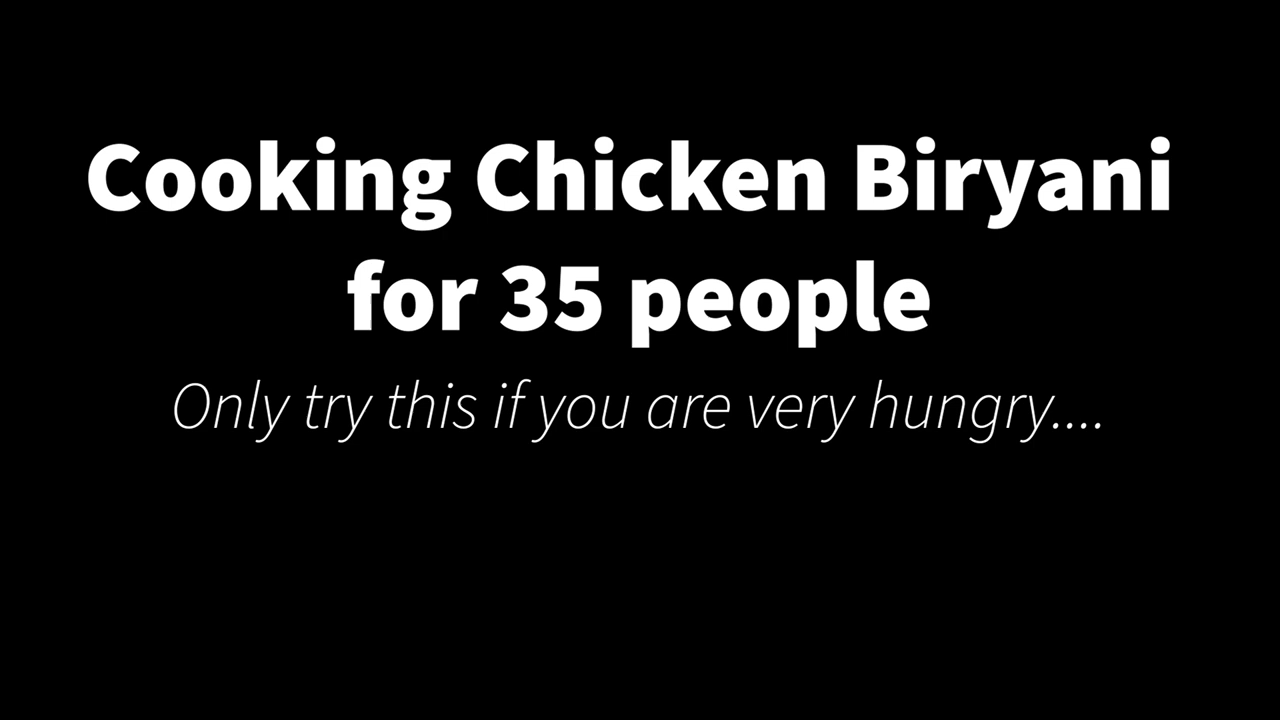 Cooking Chicken Biryani
for 35 people
Only try this if you are very hungry....